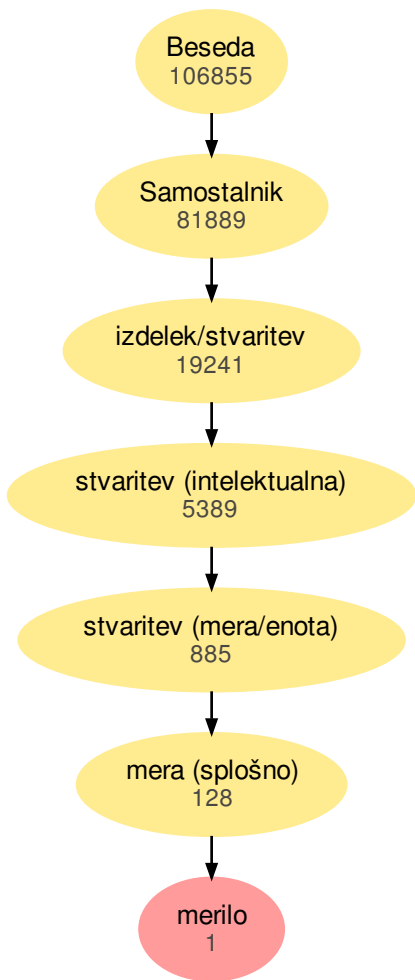 Beseda
106855
Samostalnik
81889
izdelek/stvaritev
19241
stvaritev (intelektualna)
5389
stvaritev (mera/enota)
885
mera (splošno)
128
merilo
1